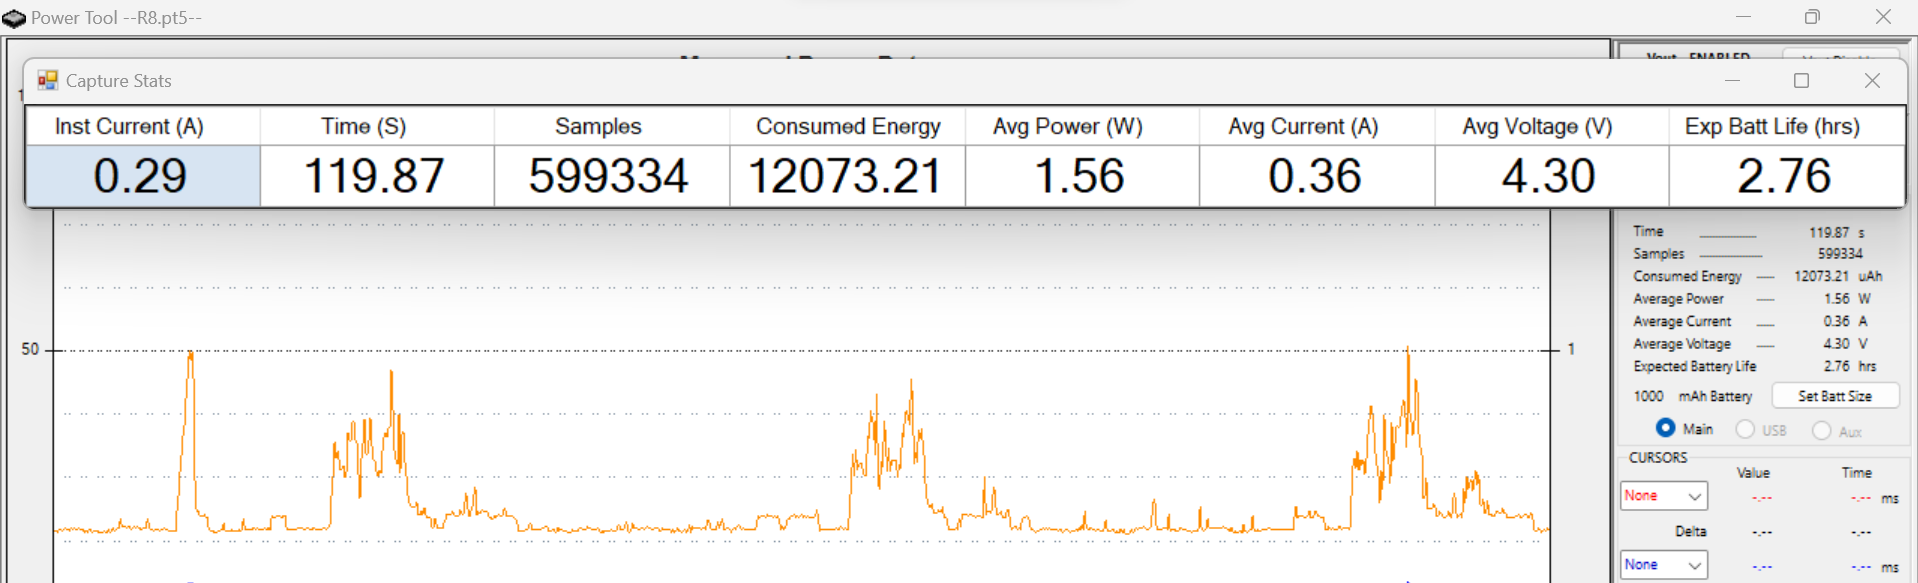 Power Tool --R8.pt5--
Capture Stats
Inst Current (A) Time (S) Samples Consumed Energy Avg Power (W) Avg Current (A) Avg Voltage (V) Exp Batt Life (hrs)
0.29 119.87 599334 12073.21 1.56 0.36 4.30 2.76
50
1
Time 119.87 s
Samples 599334
Consumed Energy 12073.21 uAh
Average Power 1.56 W
Average Current 0.36 A
Average Voltage 4.30 V
Expected Battery Life 2.76 hrs
1000 mAh Battery Set Batt Size
Main USB Aux
CURSORS
Value Time
None -.-- -.-- ms
Delta -.-- -.--
None -.-- -.-- ms